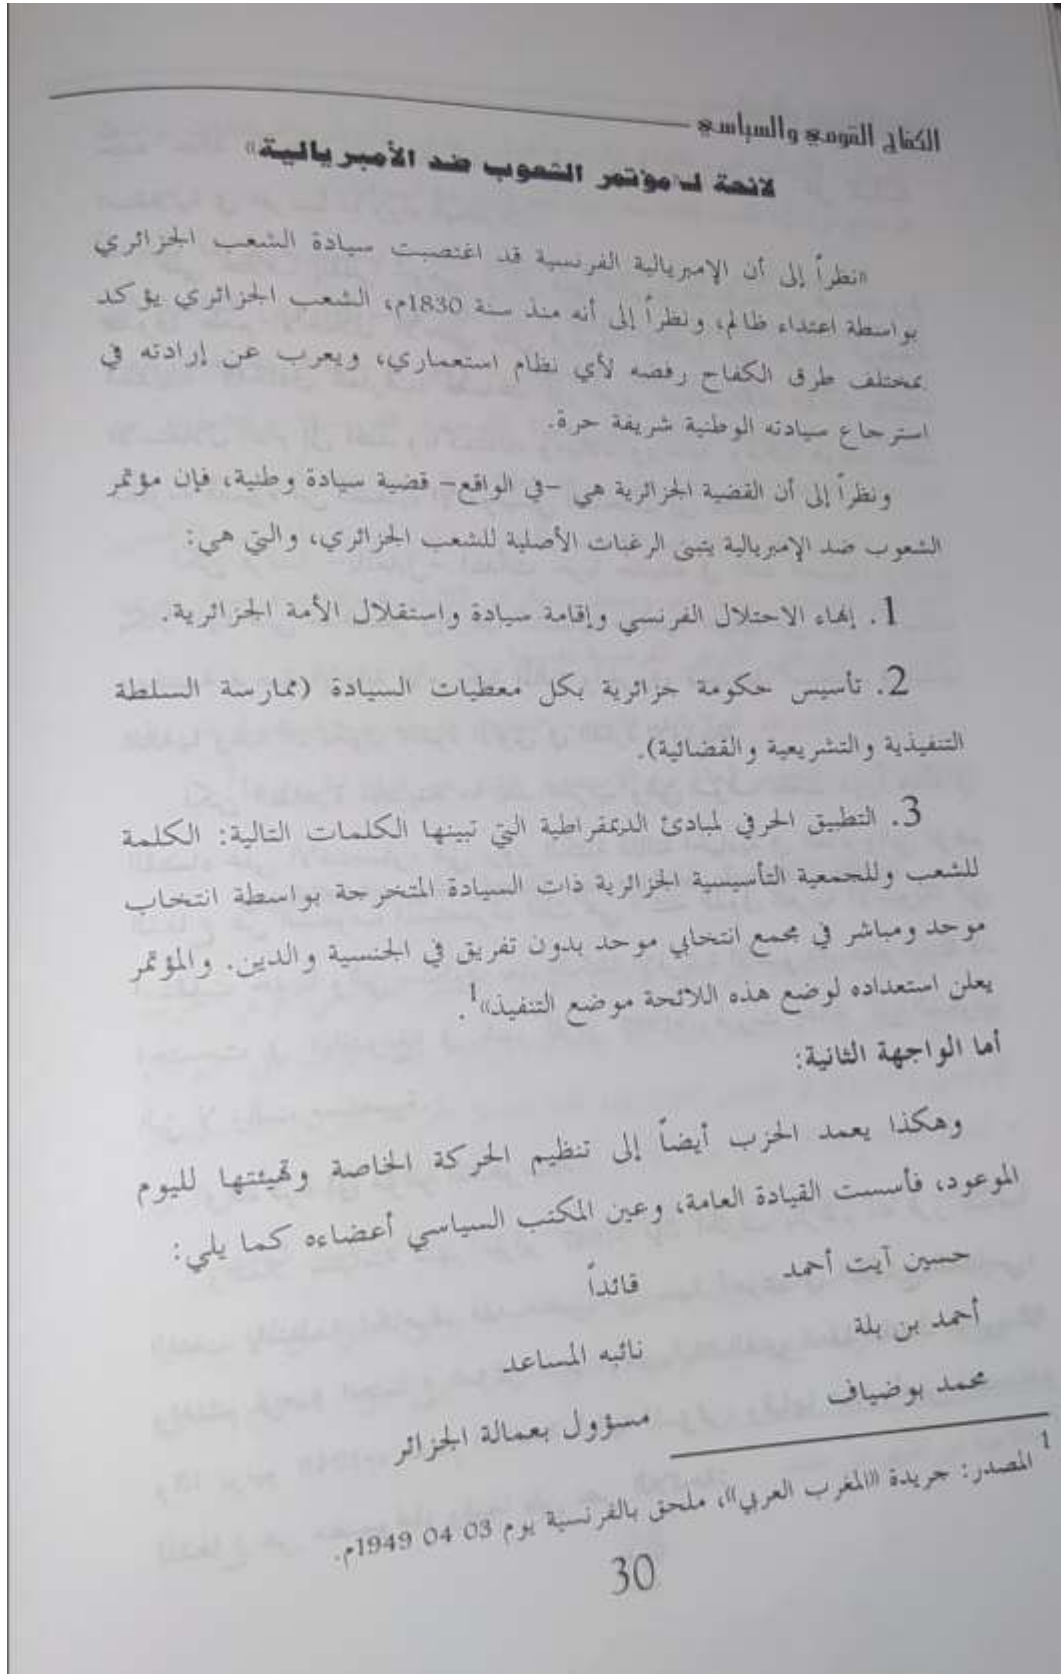 الكفاح القومي والسياسي
لائحة لـ«مؤتمر الشعوب ضد الأمبريالية»
«نظراً إلى أن الإمبريالية الفرنسية قد اغتصبت سيادة الشعب الجزائري
بواسطة اعتداء ظالم، ونظراً إلى أنه منذ سنة 1830م، الشعب الجزائري يؤكد
بمختلف طرق الكفاح رفضه لأي نظام استعماري، ويعرب عن إرادته في
استرجاع سيادته الوطنية شريفة حرة.
ونظراً إلى أن القضية الجزائرية هي -في الواقع- قضية سيادة وطنية، فإن مؤتمر
الشعوب ضد الإمبريالية يتبنى الرغبات الأصلية للشعب الجزائري، والتي هي:
1. إنهاء الاحتلال الفرنسي وإقامة سيادة واستقلال الأمة الجزائرية.
2. تأسيس حكومة جزائرية بكل معطيات السيادة (ممارسة السلطة
التنفيذية والتشريعية والقضائية).
3. التطبيق الحرفي لمبادئ الديمقراطية التي تبينها الكلمات التالية: الكلمة
للشعب وللجمعية التأسيسية الجزائرية ذات السيادة المتخرجة بواسطة انتخاب
موحد ومباشر في مجمع انتخابي موحد بدون تفريق في الجنسية والدين. والمؤتمر
يعلن استعداده لوضع هذه اللائحة موضع التنفيذ»1.
أما الواجهة الثانية:
وهكذا يعمد الحزب أيضاً إلى تنظيم الحركة الخاصة وتهيئتها لليوم
الموعود، فأسست القيادة العامة، وعين المكتب السياسي أعضاءه كما يلي:
حسين آيت أحمد قائداً
أحمد بن بلة نائبه المساعد
محمد بوضياف مسؤول بعمالة الجزائر
1 المصدر: جريدة «المغرب العربي»، ملحق بالفرنسية يوم 03 04 1949م.
30